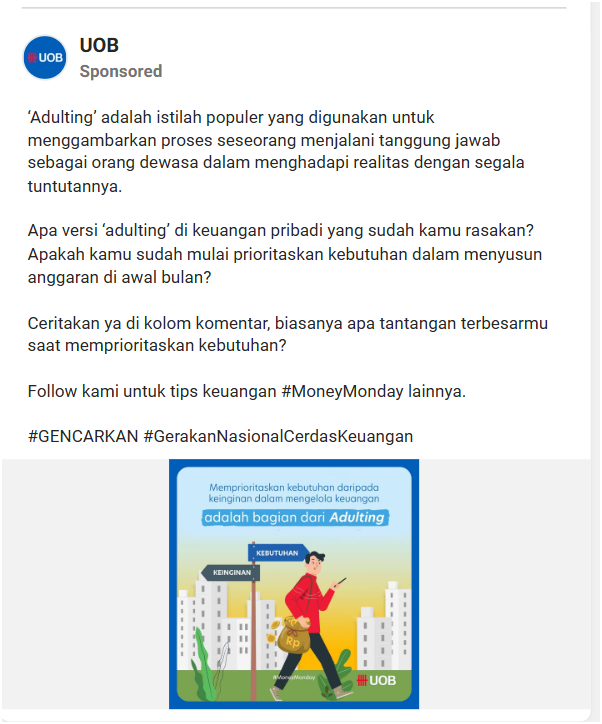 UOB
UOB
Sponsored
‘Adulting’ adalah istilah populer yang digunakan untuk
menggambarkan proses seseorang menjalani tanggung jawab
sebagai orang dewasa dalam menghadapi realitas dengan segala
tuntutannya.
Apa versi ‘adulting’ di keuangan pribadi yang sudah kamu rasakan?
Apakah kamu sudah mulai prioritaskan kebutuhan dalam menyusun
anggaran di awal bulan?
Ceritakan ya di kolom komentar, biasanya apa tantangan terbesarmu
saat memprioritaskan kebutuhan?
Follow kami untuk tips keuangan #MoneyMonday lainnya.
#GENCARKAN #GerakanNasionalCerdasKeuangan
Memprioritaskan kebutuhan daripada
keinginan dalam mengelola keuangan
adalah bagian dari Adulting
KEBUTUHAN
KEINGINAN
Rp
#MoneyMonday
UOB